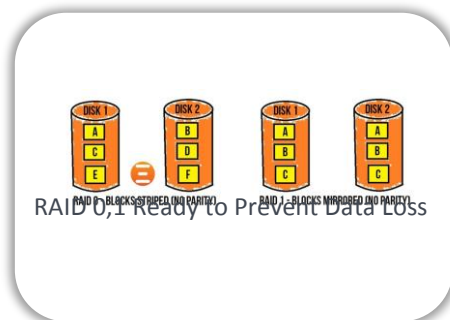 DISK 1 DISK 2 DISK 1 DISK 2
A B A A
C D B B
E F C C
RAID 0 - BLOCKS STRIPED (NO PARITY) RAID 1 - BLOCKS MIRRORED (NO PARITY)
RAID 0,1 Ready to Prevent Data Loss